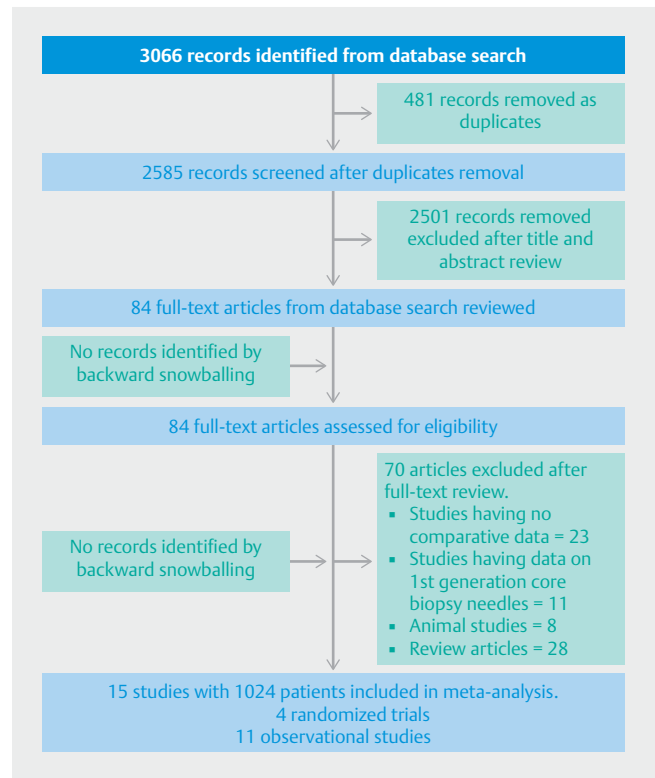 3066 records identified from database search
481 records removed as
duplicates
2585 records screened after duplicates removal
2501 records removed
excluded after title and
abstract review
84 full-text articles from database search reviewed
No records identified by
backward snowballing
84 full-text articles assessed for eligibility
70 articles excluded after
full-text review.
▪ Studies having no
comparative data = 23
▪ Studies having data on
1st generation core
biopsy needles = 11
▪ Animal studies = 8
▪ Review articles = 28
No records identified by
backward snowballing
15 studies with 1024 patients included in meta-analysis.
4 randomized trials
11 observational studies